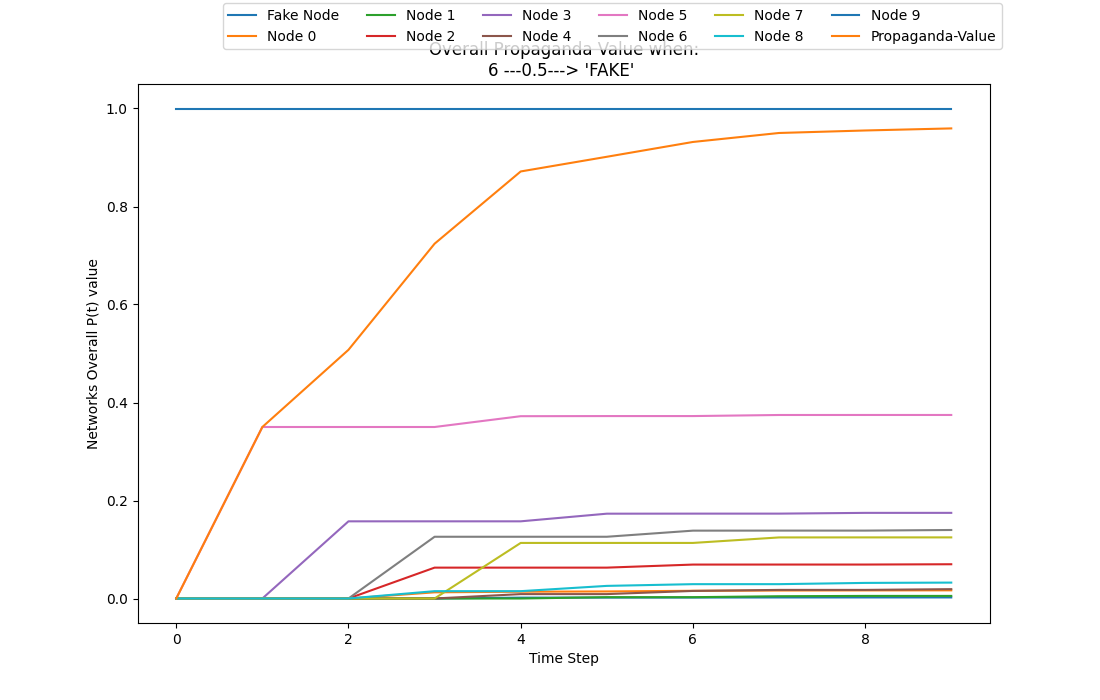 Fake Node Node 1 Node 3 Node 5 Node 7 Node 9
Node 0 Node 2 Node 4 Node 6 Node 8 Propaganda-Value
Overall Propaganda Value when:
6 ---0.5---> 'FAKE'
1.0
0.8
0.6
0.4
0.2
0.0
Networks Overall P(t) value
0 2 4 6 8
Time Step